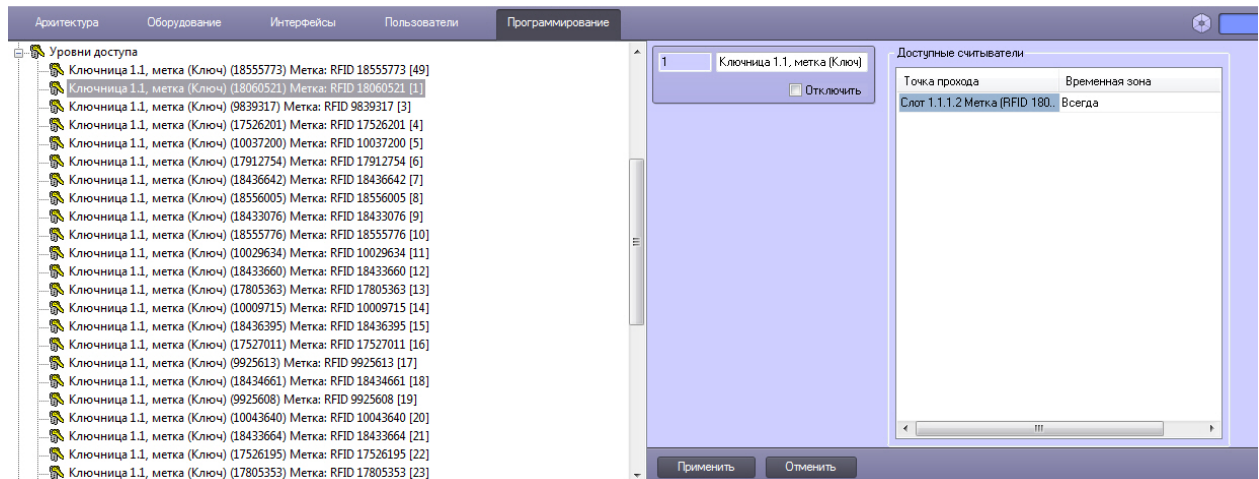 Архитектура Оборудование Интерфейсы Пользователи Программирование
Уровни доступа
Ключница 1.1, метка (Ключ) (18555773) Метка: RFID 18555773 [49]
Ключница 1.1, метка (Ключ) (18060521) Метка: RFID 18060521 [1]
Ключница 1.1, метка (Ключ) (9839317) Метка: RFID 9839317 [3]
Ключница 1.1, метка (Ключ) (17526201) Метка: RFID 17526201 [4]
Ключница 1.1, метка (Ключ) (10037200) Метка: RFID 10037200 [5]
Ключница 1.1, метка (Ключ) (17912754) Метка: RFID 17912754 [6]
Ключница 1.1, метка (Ключ) (18436642) Метка: RFID 18436642 [7]
Ключница 1.1, метка (Ключ) (18556005) Метка: RFID 18556005 [8]
Ключница 1.1, метка (Ключ) (18433076) Метка: RFID 18433076 [9]
Ключница 1.1, метка (Ключ) (18555776) Метка: RFID 18555776 [10]
Ключница 1.1, метка (Ключ) (10029634) Метка: RFID 10029634 [11]
Ключница 1.1, метка (Ключ) (18433660) Метка: RFID 18433660 [12]
Ключница 1.1, метка (Ключ) (17805363) Метка: RFID 17805363 [13]
Ключница 1.1, метка (Ключ) (10009715) Метка: RFID 10009715 [14]
Ключница 1.1, метка (Ключ) (18436395) Метка: RFID 18436395 [15]
Ключница 1.1, метка (Ключ) (17527011) Метка: RFID 17527011 [16]
Ключница 1.1, метка (Ключ) (9925613) Метка: RFID 9925613 [17]
Ключница 1.1, метка (Ключ) (18434661) Метка: RFID 18434661 [18]
Ключница 1.1, метка (Ключ) (9925608) Метка: RFID 9925608 [19]
Ключница 1.1, метка (Ключ) (10043640) Метка: RFID 10043640 [20]
Ключница 1.1, метка (Ключ) (18433664) Метка: RFID 18433664 [21]
Ключница 1.1, метка (Ключ) (17526195) Метка: RFID 17526195 [22]
Ключница 1.1, метка (Ключ) (17805353) Метка: RFID 17805353 [23]
1 Ключница 1.1, метка (Ключ)
Отключить
Доступные считыватели
Точка прохода Временная зона
Слот 1.1.1.2 Метка (RFID 180.. Всегда
Применить Отменить